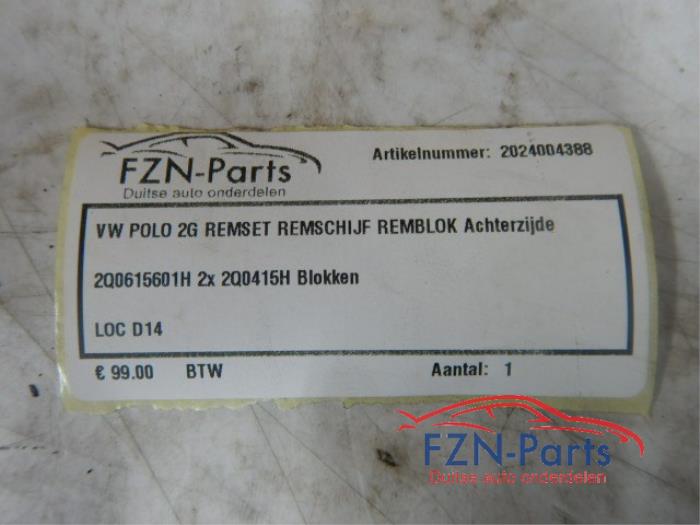 FZN-Parts
Duitse auto onderdelen
Artikelnummer: 2024004388
VW POLO 2G REMSET REMSCHIJF REMBLOK Achterzijde
2Q0615601H 2x 2Q0415H Blokken
LOC D14
€ 99.00 BTW Aantal: 1
FZN-Parts
Duitse auto onderdelen